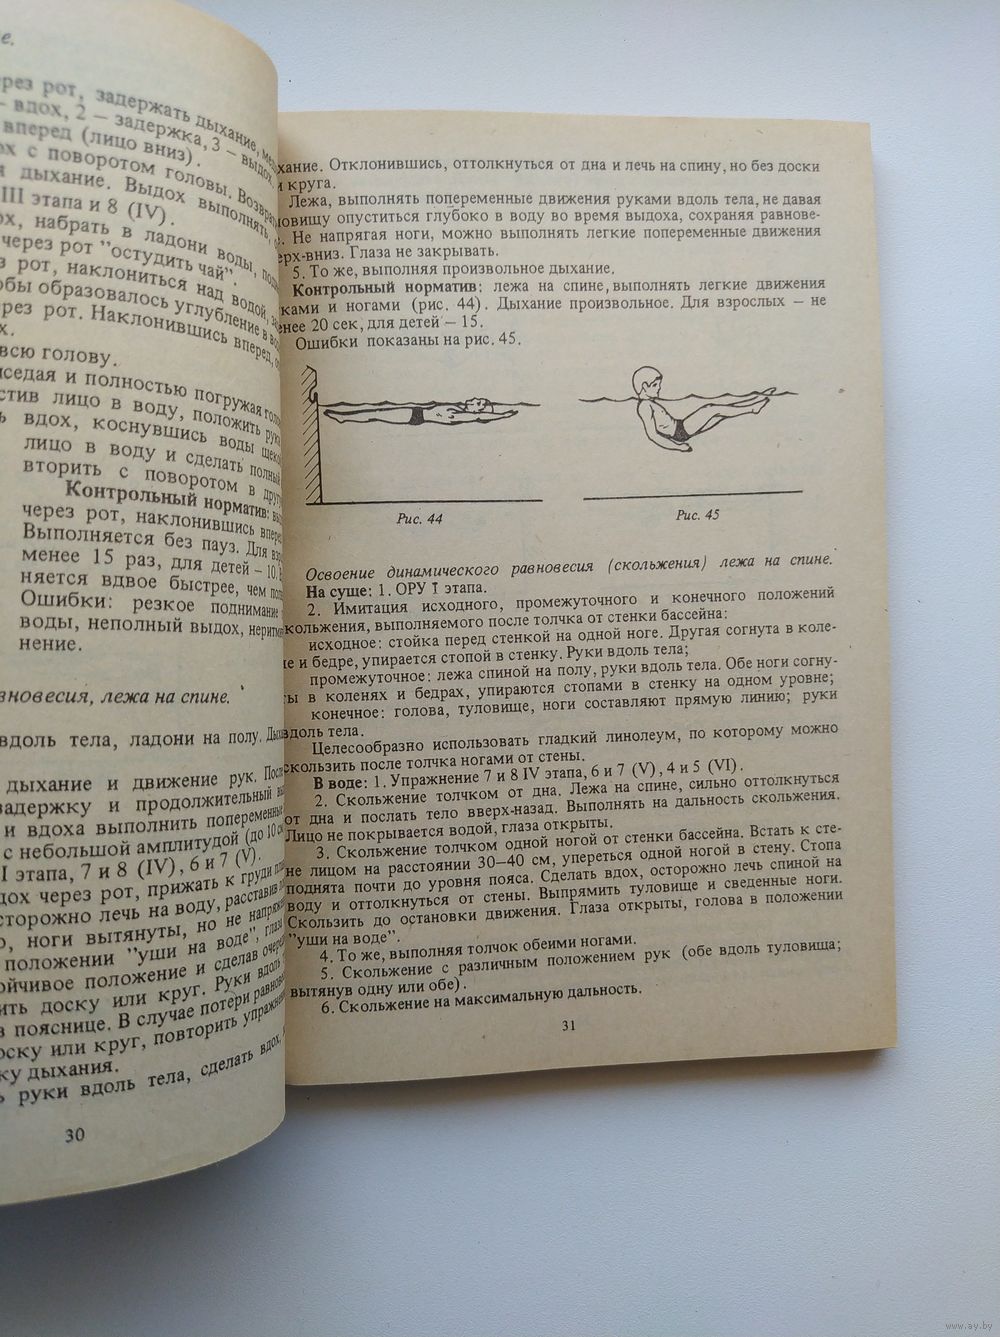 е.
рез рот, задержать дыхание,
— вдох, 2 — задержка, 3 — выдох,
вперед (лицо вниз).
ох с поворотом головы.
я дыхание. Выдох выполнять,
III этапа и 8 (IV).
ох, набрать в ладони воды,
через рот "остудить чай".
з рот, наклониться над водой,
обы образовалось углубление в
рез рот. Наклонившись вперед,
х.
всю голову.
седая и полностью погружая
стив лицо в воду, положить
ь вдох, коснувшись воды
лицо в воду и сделать полный
вторить с поворотом в
Контрольный норматив:
через рот, наклонившись
Выполняется без пауз. Для
менее 15 раз, для детей — 10.
няется вдвое быстрее, чем
Ошибки: резкое поднимание
воды, неполный выдох,
нение.
вновесия, лежа на спине.
вдоль тела, ладони на полу.
дыхание и движение рук.
задержку и продолжительный
и вдоха выполнить попеременные
с небольшой амплитудой (до 10
I этапа, 7 и 8 (IV), 6 и 7 (V).
дох через рот, прижать к груди
сторожно лечь на воду, расставив
о, ноги вытянуты, но не
положении "уши на воде",
ойчивое положение и сделав
ить доску или круг. Руки вдоль
в пояснице. В случае потери
оску или круг, повторить
ку дыхания.
ь руки вдоль тела, сделать вдох,
30
хание. Отклонившись, оттолкнуться от дна и лечь на спину, но без доски
и круга.
Лежа, выполнять попеременные движения руками вдоль тела, не давая
ловищу опуститься глубоко в воду во время выдоха, сохраняя равнове-
. Не напрягая ноги, можно выполнять легкие попеременные движения
ерх-вниз. Глаза не закрывать.
5. То же, выполняя произвольное дыхание.
Контрольный норматив: лежа на спине, выполнять легкие движения
ками и ногами (рис. 44). Дыхание произвольное. Для взрослых — не
енее 20 сек, для детей — 15.
Ошибки показаны на рис. 45.
Рис. 44
Рис. 45
Освоение динамического равновесия (скольжения) лежа на спине.
На суше: 1. ОРУ I этапа.
2. Имитация исходного, промежуточного и конечного положений
скольжения, выполняемого после толчка от стенки бассейна:
исходное: стойка перед стенкой на одной ноге. Другая согнута в коле-
не и бедре, упирается стопой в стенку. Руки вдоль тела;
промежуточное: лежа спиной на полу, руки вдоль тела. Обе ноги согну-
ты в коленях и бедрах, упираются стопами в стенку на одном уровне;
конечное: голова, туловище, ноги составляют прямую линию; руки
вдоль тела.
Целесообразно использовать гладкий линолеум, по которому можно
скользить после толчка ногами от стены.
В воде: 1. Упражнение 7 и 8 IV этапа, 6 и 7 (V), 4 и 5 (VI).
2. Скольжение толчком от дна. Лежа на спине, сильно оттолкнуться
от дна и послать тело вверх-назад. Выполнять на дальность скольжения.
Лицо не покрывается водой, глаза открыты.
3. Скольжение толчком одной ногой от стенки бассейна. Встать к сте-
не лицом на расстоянии 30—40 см, упереться одной ногой в стену. Стопа
поднята почти до уровня пояса. Сделать вдох, осторожно лечь спиной на
воду и оттолкнуться от стены. Выпрямить туловище и сведенные ноги.
Скользить до остановки движения. Глаза открыты, голова в положении
"уши на воде".
4. То же, выполняя толчок обеими ногами.
5. Скольжение с различным положением рук (обе вдоль туловища;
вытянув одну или обе).
6. Скольжение на максимальную дальность.
31
www.ay.by